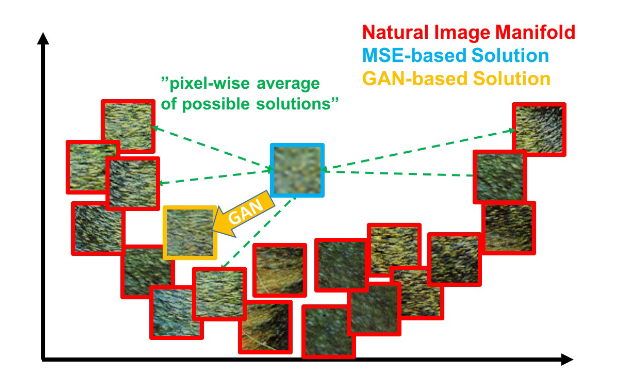 Natural Image Manifold
MSE-based Solution
GAN-based Solution
”pixel-wise average
of possible solutions”
GAN